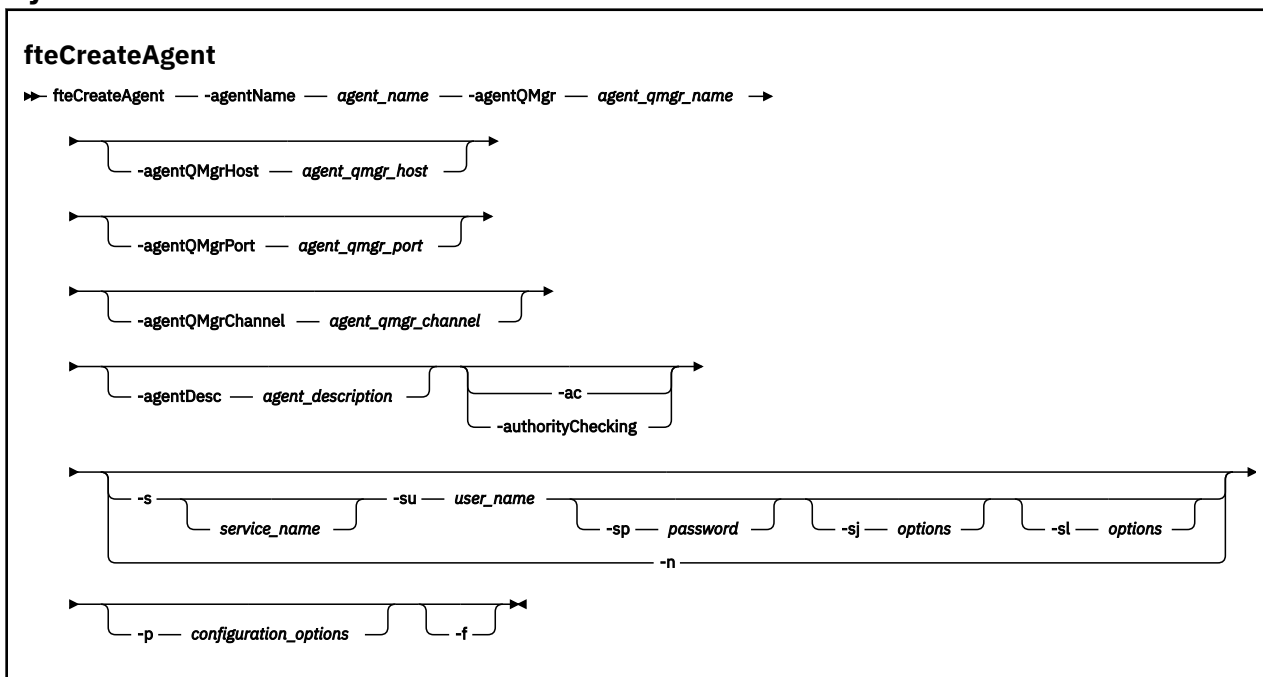 fteCreateAgent
fteCreateAgent -agentName agent_name -agentQMgr agent_qmgr_name
-agentQMgrHost agent_qmgr_host
-agentQMgrPort agent_qmgr_port
-agentQMgrChannel agent_qmgr_channel
-agentDesc agent_description -ac
-authorityChecking
-s -su user_name
service_name -sp password -sj options -sl options
-n
-p configuration_options -f